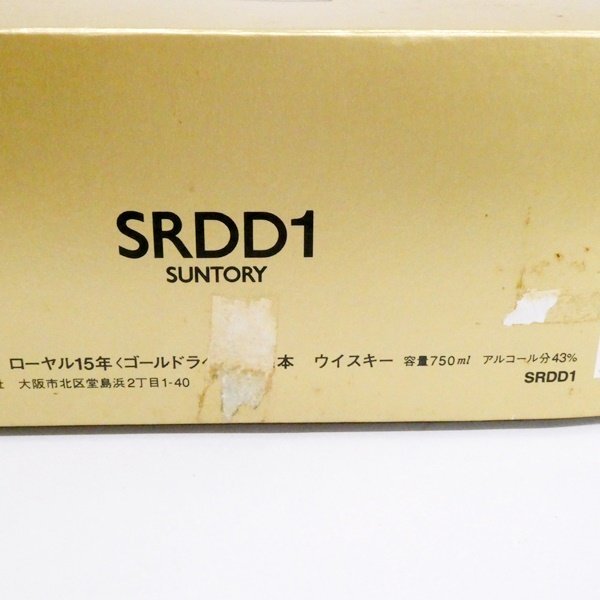 SRDD1
SUNTORY
ローヤル15年〈ゴールドラ 本 ウイスキー 容量750ml アルコール分43%
社 大阪市北区堂島浜2丁目1-40
SRDD1